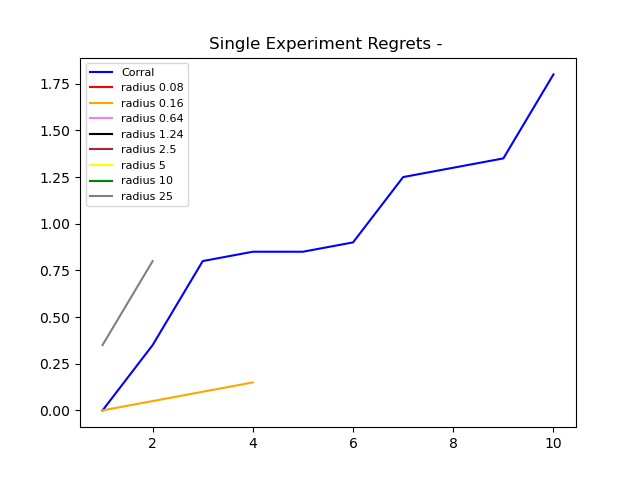 Single Experiment Regrets -
Corral
radius 0.08
radius 0.16
radius 0.64
radius 1.24
radius 2.5
radius 5
radius 10
radius 25
1.75
1.50
1.25
1.00
0.75
0.50
0.25
0.00
2 4 6 8 10